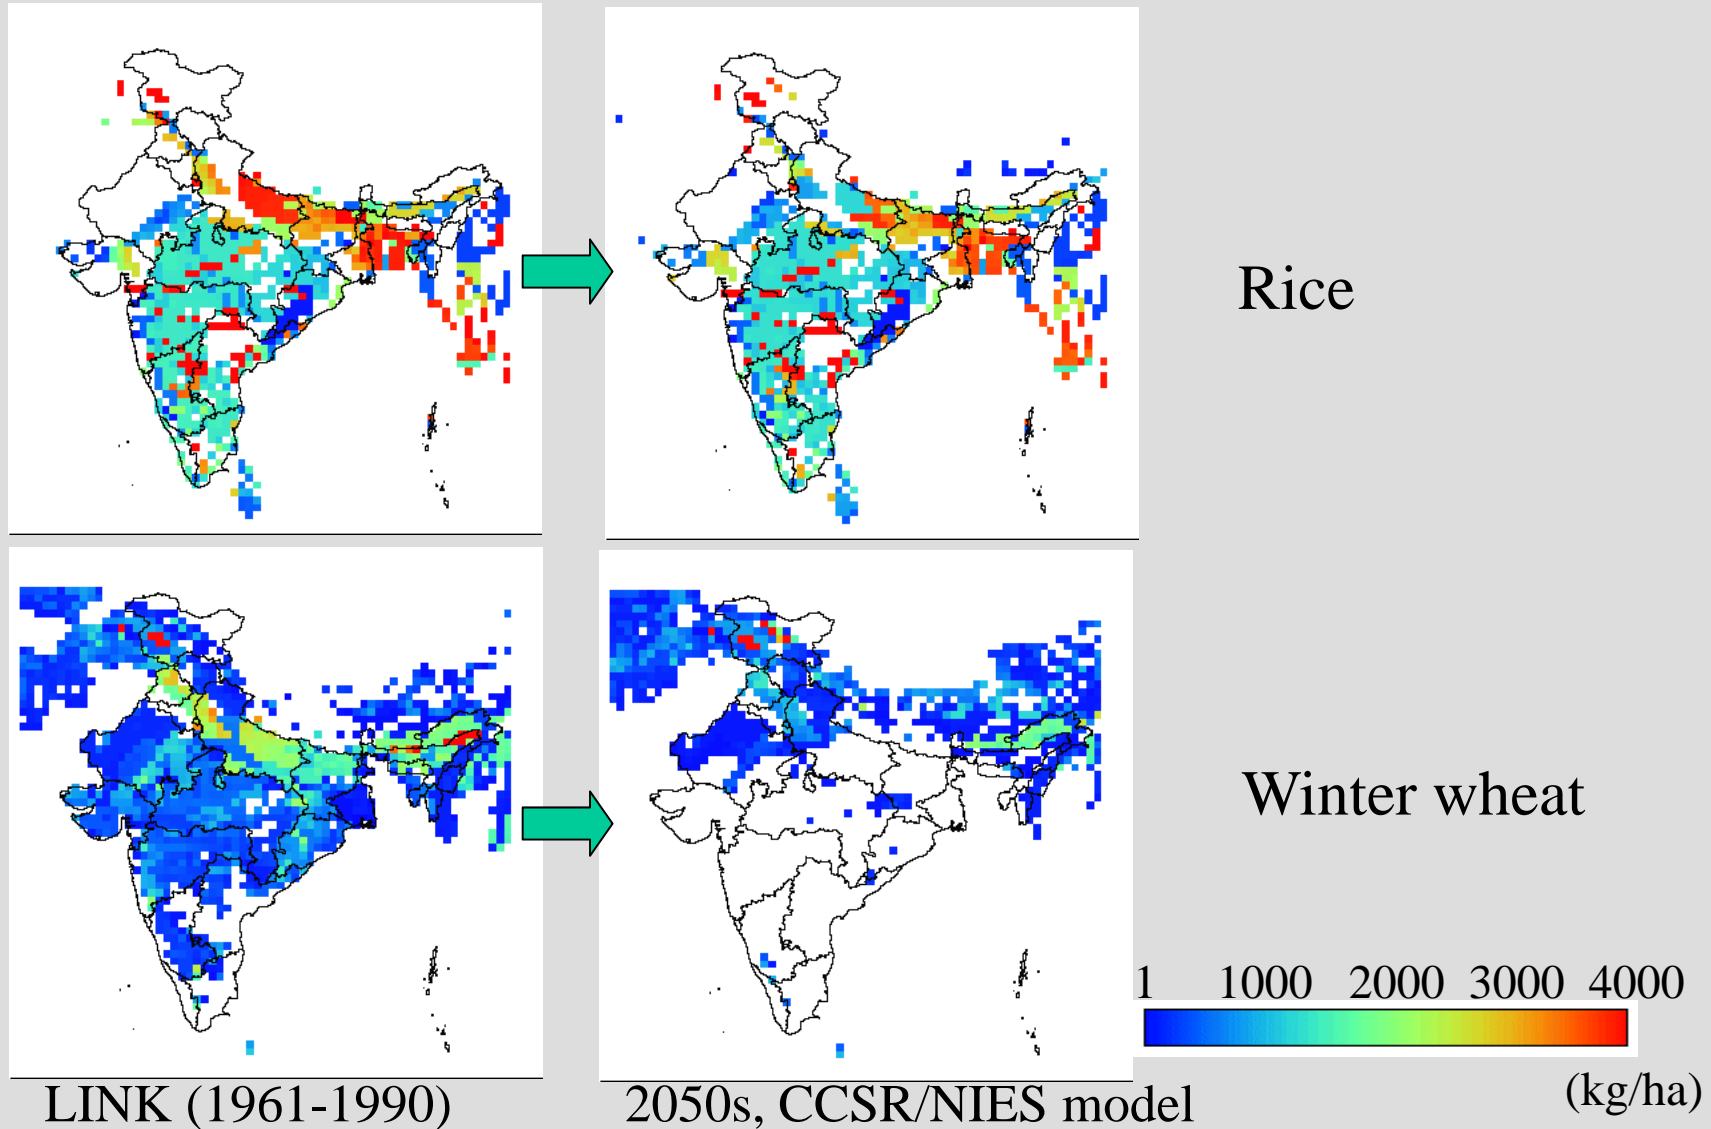 Rice
Winter wheat
1 1000 2000 3000 4000
(kg/ha)
LINK (1961-1990)
2050s, CCSR/NIES model